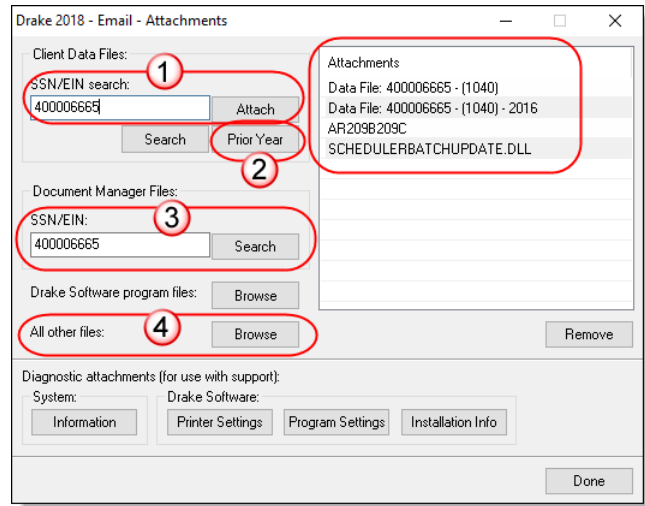 Drake 2018 - Email - Attachments
Client Data Files:
1
SSN/EIN search:
400006665
Attach
Search
Prior Year
2
Document Manager Files:
SSN/EIN:
3
400006665
Search
Drake Software program files:
Browse
All other files:
4
Browse
Attachments
Data File: 400006665 - (1040)
Data File: 400006665 - (1040) - 2016
AR209B209C
SCHEDULERBATCHUPDATE.DLL
Remove
Diagnostic attachments (for use with support):
System:
Drake Software:
Information
Printer Settings
Program Settings
Installation Info
Done